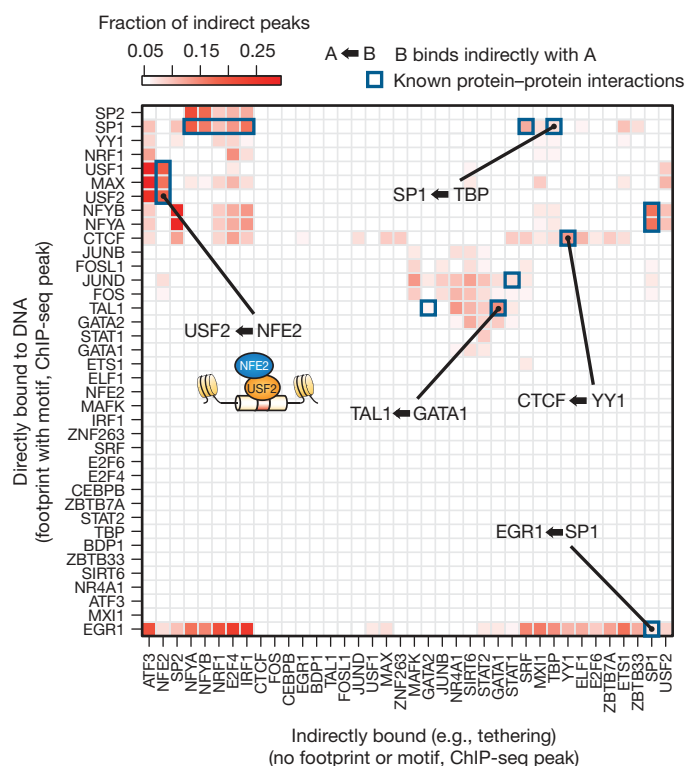 Fraction of indirect peaks
0.05 0.15 0.25
A B B binds indirectly with A
Known protein–protein interactions
SP2
SP1
YY1
NRF1
USF1
MAX
USF2
NFYB
NFYA
CTCF
JUNB
FOSL1
JUND
FOS
TAL1
GATA2
STAT1
GATA1
ETS1
ELF1
NFE2
MAFK
IRF1
ZNF263
SRF
E2F6
E2F4
CEBPB
ZBTB7A
STAT2
TBP
BDP1
ZBTB33
SIRT6
NR4A1
ATF3
MXI1
EGR1
Directly bound to DNA
(footprint with motif, ChIP-seq peak)
SP1 TBP
USF2 NFE2
NFE2
USF2
TAL1 GATA1
CTCF YY1
EGR1 SP1
ATF3
NFE2
SP2
NFYA
NFYB
NRF1
E2F4
IRF1
CTCF
FOS
CEBPB
EGR1
BDP1
TAL1
FOSL1
JUND
USF1
MAX
ZNF263
MAFK
GATA2
JUNB
NR4A1
SIRT6
STAT2
GATA1
STAT1
SRF
MXI1
TBP
YY1
ELF1
E2F6
ZBTB7A
ETS1
ZBTB33
SP1
USF2
Indirectly bound (e.g., tethering)
(no footprint or motif, ChIP-seq peak)